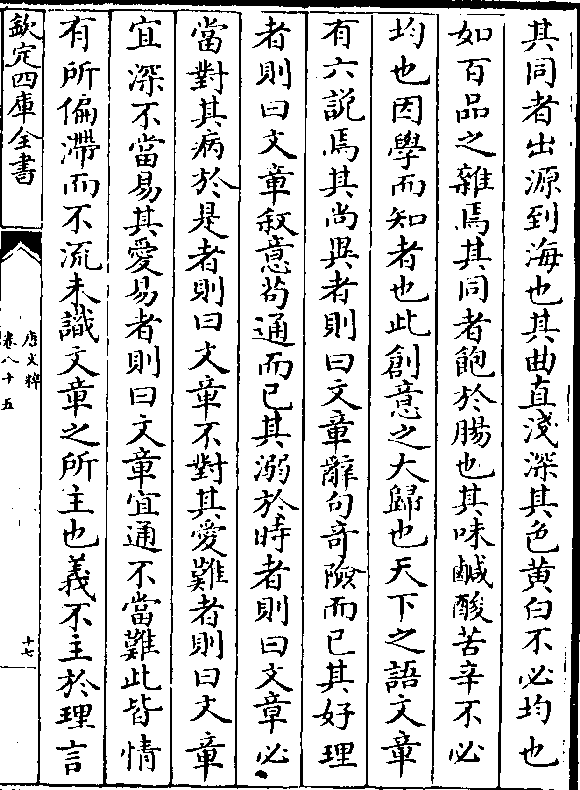 其同者出源到海也其曲直淺深其色黄白不必均也
如百品之雜焉其同者飽於腸也其味鹹酸苦辛不必
均也因學而知者也此創意之大歸也天下之語文章
有六説焉其尚異者則曰文章辭句竒險而已其好理
者則曰文章叙意茍通而已其溺於時者則曰文章必
當對其病於是者則曰文章不對其愛難者則曰文章
宜深不當易其愛易者則曰文章宜通不當難此皆情
有所偏滯而不流未識文章之所主也義不主於理言
欽定四庫全書
唐文粹
卷八十五
十七